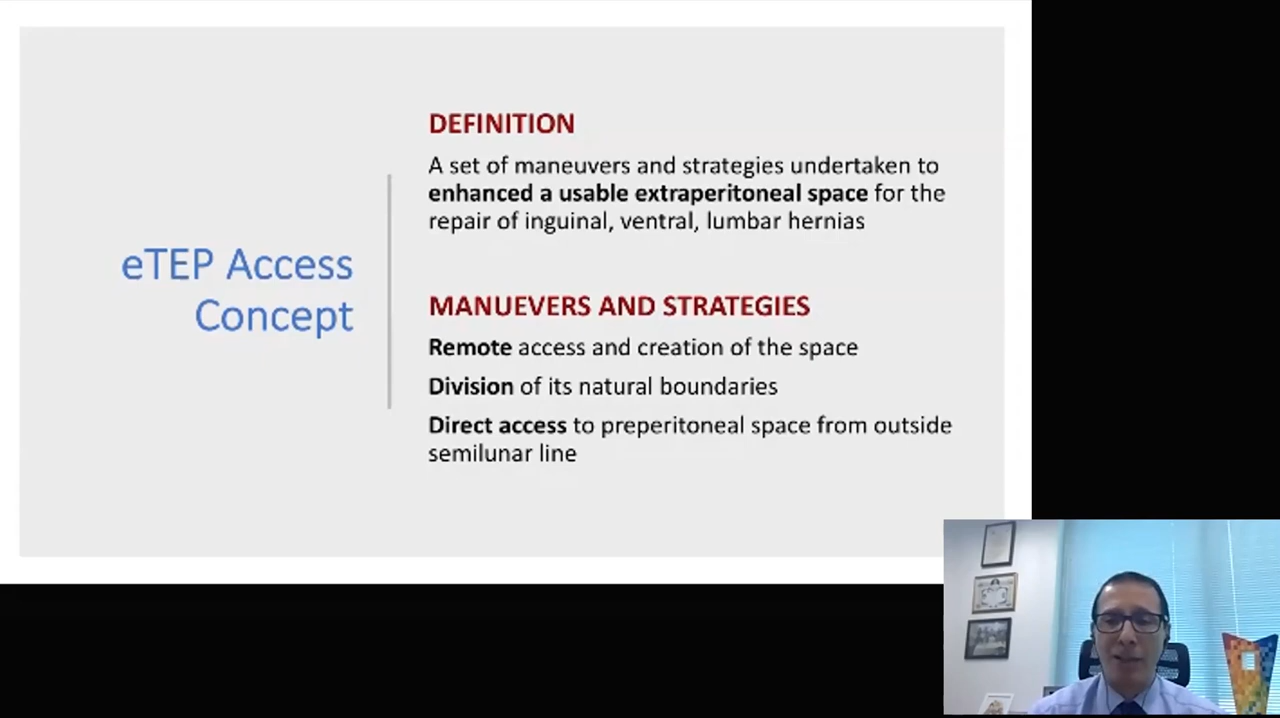 eTEP Access
Concept
DEFINITION
A set of maneuvers and strategies undertaken to
enhanced a usable extraperitoneal space for the
repair of inguinal, ventral, lumbar hernias
MANUEVERS AND STRATEGIES
Remote access and creation of the space
Division of its natural boundaries
Direct access to preperitoneal space from outside
semilunar line